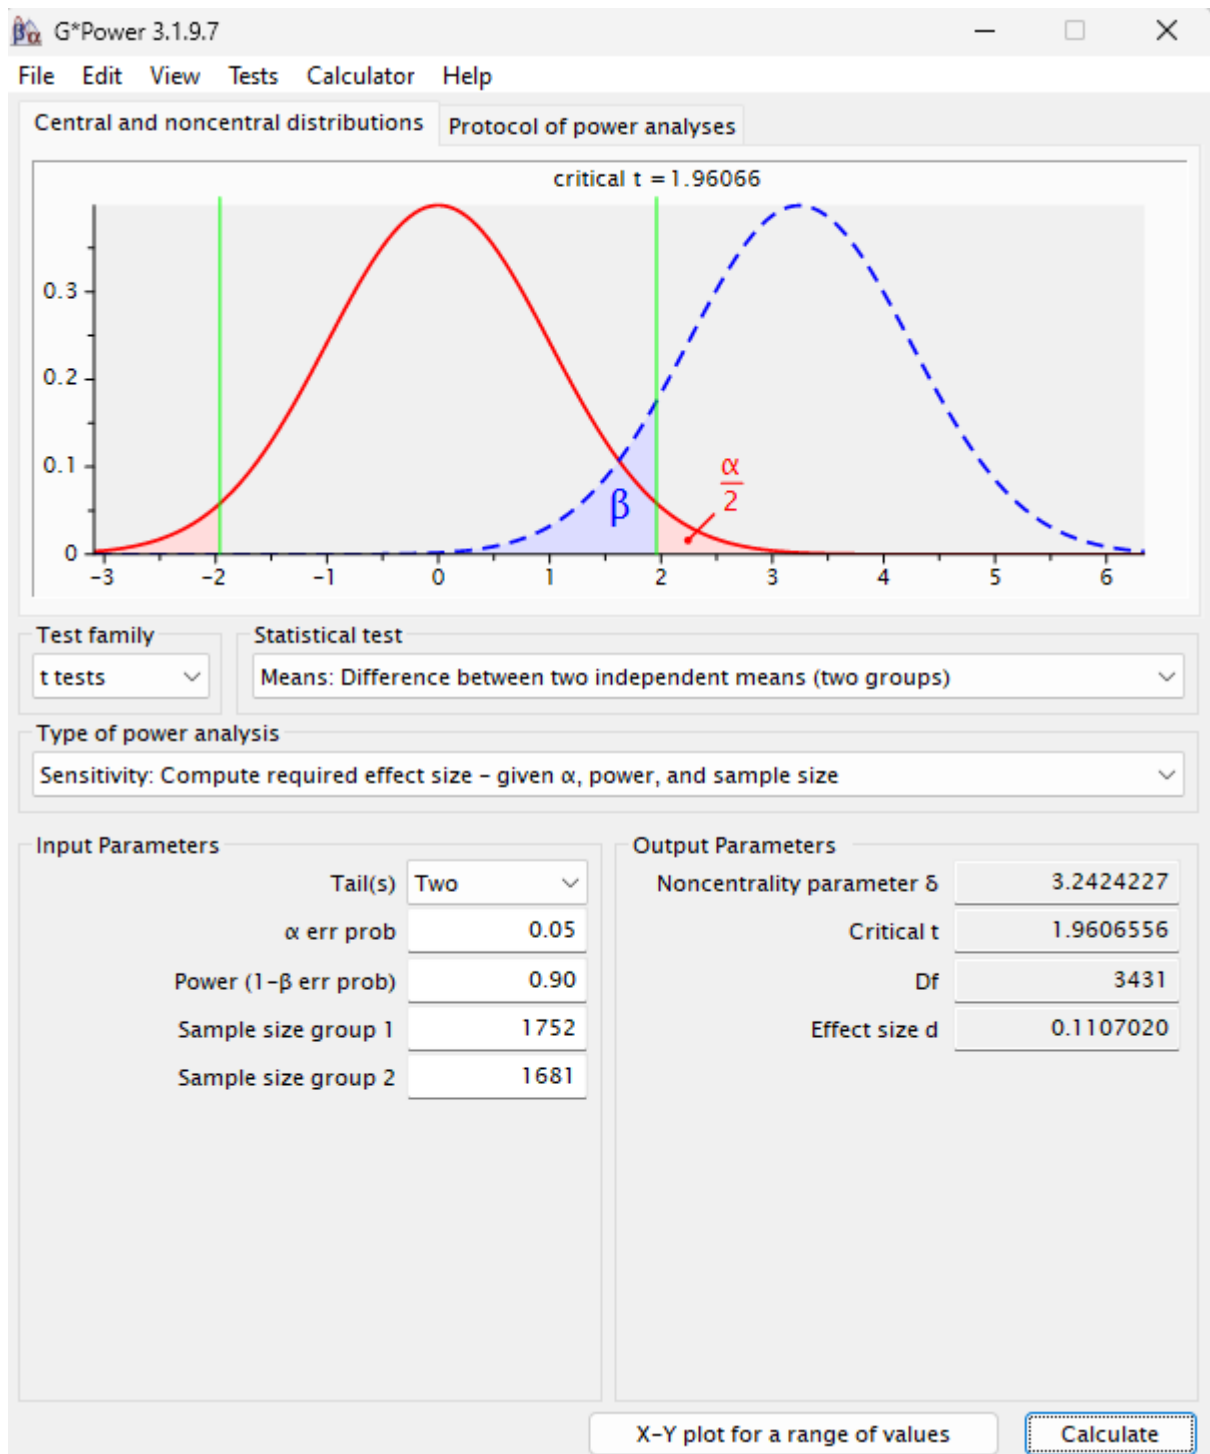 G*Power 3.1.9.7
File Edit View Tests Calculator Help
Central and noncentral distributions Protocol of power analyses
critical t = 1.96066
0.3
0.2
0.1
0
β
α
2
-3 -2 -1 0 1 2 3 4 5 6
Test family Statistical test
t tests Means: Difference between two independent means (two groups)
Type of power analysis
Sensitivity: Compute required effect size – given α, power, and sample size
Input Parameters Output Parameters
Tail(s) Two Noncentrality parameter δ 3.2424227
α err prob 0.05 Critical t 1.9606556
Power (1-β err prob) 0.90 Df 3431
Sample size group 1 1752 Effect size d 0.1107020
Sample size group 2 1681
X-Y plot for a range of values Calculate